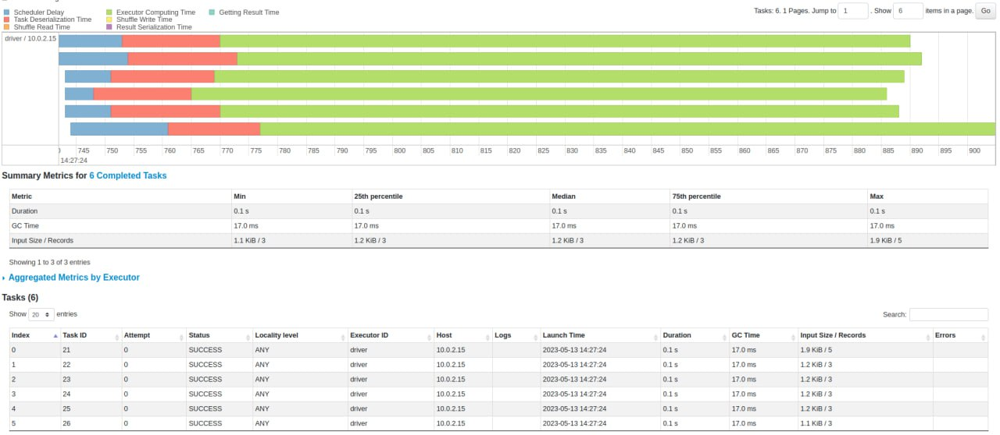 Scheduler Delay
Task Deserialization Time
Shuffle Read Time
Executor Computing Time
Shuffle Write Time
Result Serialization Time
Getting Result Time
Tasks: 6. 1 Pages. Jump to 1 . Show 6 items in a page. Go
driver / 10.0.2.15
745 750 755 760 765 770 775 780 785 790 795 800 805 810 815 820 825 830 835 840 845 850 855 860 865 870 875 880 885 890 895 900
14:27:24
Summary Metrics for 6 Completed Tasks
Metric Min 25th percentile Median 75th percentile Max
Duration 0.1 s 0.1 s 0.1 s 0.1 s 0.1 s
GC Time 17.0 ms 17.0 ms 17.0 ms 17.0 ms 17.0 ms
Input Size / Records 1.1 KiB / 3 1.2 KiB / 3 1.2 KiB / 3 1.2 KiB / 3 1.9 KiB / 5
Showing 1 to 3 of 3 entries
Aggregated Metrics by Executor
Tasks (6)
Show 20 entries
Search:
Index Task ID Attempt Status Locality level Executor ID Host Logs Launch Time Duration GC Time Input Size / Records Errors
0 21 0 SUCCESS ANY driver 10.0.2.15 2023-05-13 14:27:24 0.1 s 17.0 ms 1.9 KiB / 5
1 22 0 SUCCESS ANY driver 10.0.2.15 2023-05-13 14:27:24 0.1 s 17.0 ms 1.2 KiB / 3
2 23 0 SUCCESS ANY driver 10.0.2.15 2023-05-13 14:27:24 0.1 s 17.0 ms 1.2 KiB / 3
3 24 0 SUCCESS ANY driver 10.0.2.15 2023-05-13 14:27:24 0.1 s 17.0 ms 1.2 KiB / 3
4 25 0 SUCCESS ANY driver 10.0.2.15 2023-05-13 14:27:24 0.1 s 17.0 ms 1.2 KiB / 3
5 26 0 SUCCESS ANY driver 10.0.2.15 2023-05-13 14:27:24 0.1 s 17.0 ms 1.1 KiB / 3